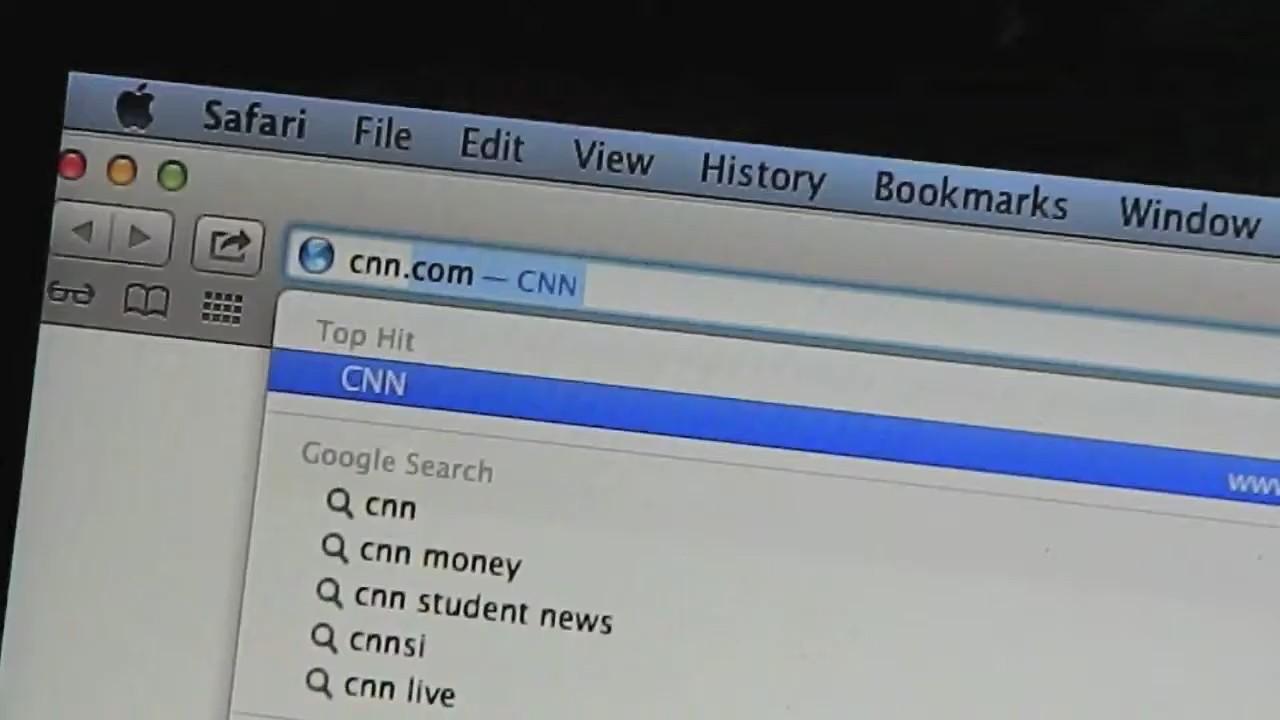 Safari File Edit View History Bookmarks Window
cnn.com — CNN
Top Hit
CNN
www
Google Search
cnn
cnn money
cnn student news
cnnsi
cnn live